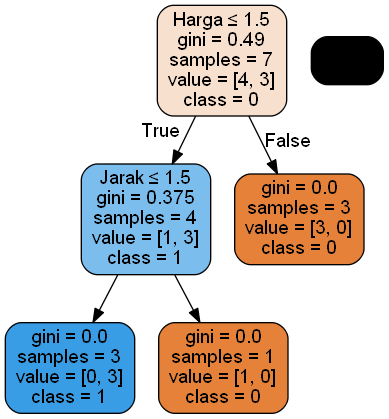 Harga ≤ 1.5
gini = 0.49
samples = 7
value = [4, 3]
class = 0
True
False
Jarak ≤ 1.5
gini = 0.375
samples = 4
value = [1, 3]
class = 1
gini = 0.0
samples = 3
value = [3, 0]
class = 0
gini = 0.0
samples = 3
value = [0, 3]
class = 1
gini = 0.0
samples = 1
value = [1, 0]
class = 0